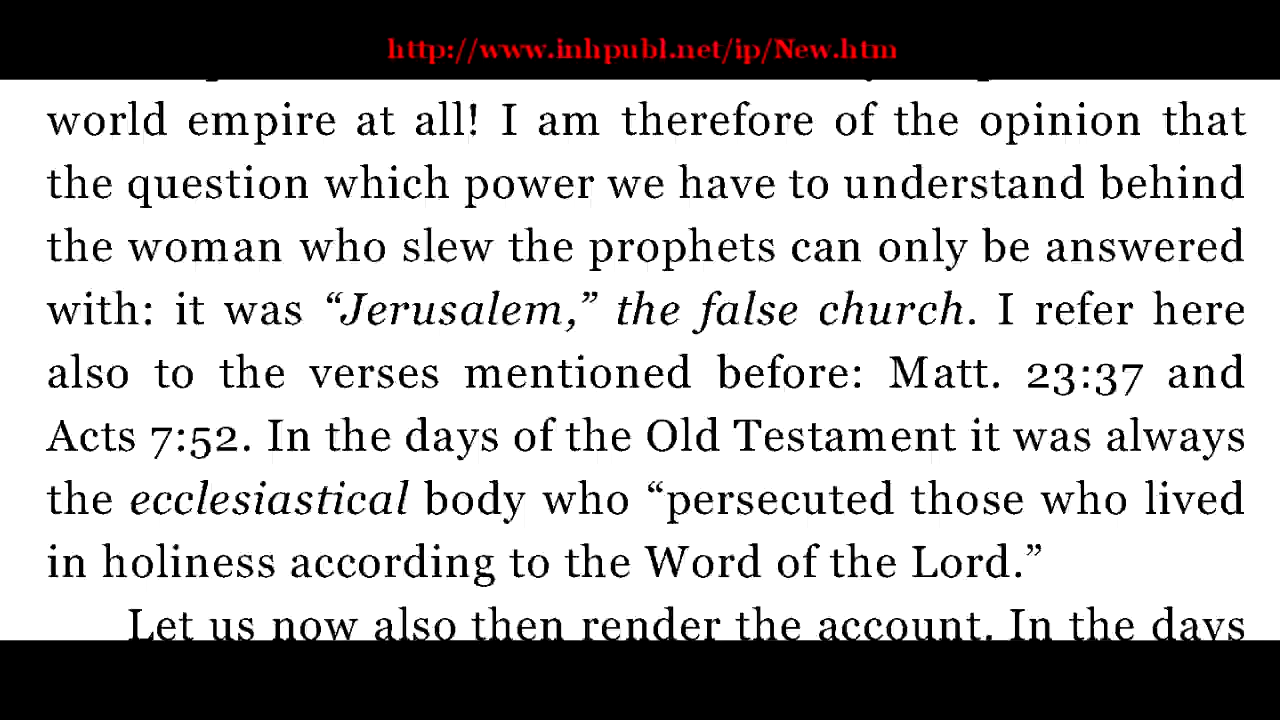 http://www.inhpubl.net/ip/New.htm
world empire at all! I am therefore of the opinion that
the question which power we have to understand behind
the woman who slew the prophets can only be answered
with: it was “Jerusalem,” the false church. I refer here
also to the verses mentioned before: Matt. 23:37 and
Acts 7:52. In the days of the Old Testament it was always
the ecclesiastical body who “persecuted those who lived
in holiness according to the Word of the Lord.”
Let us now also then render the account. In the days